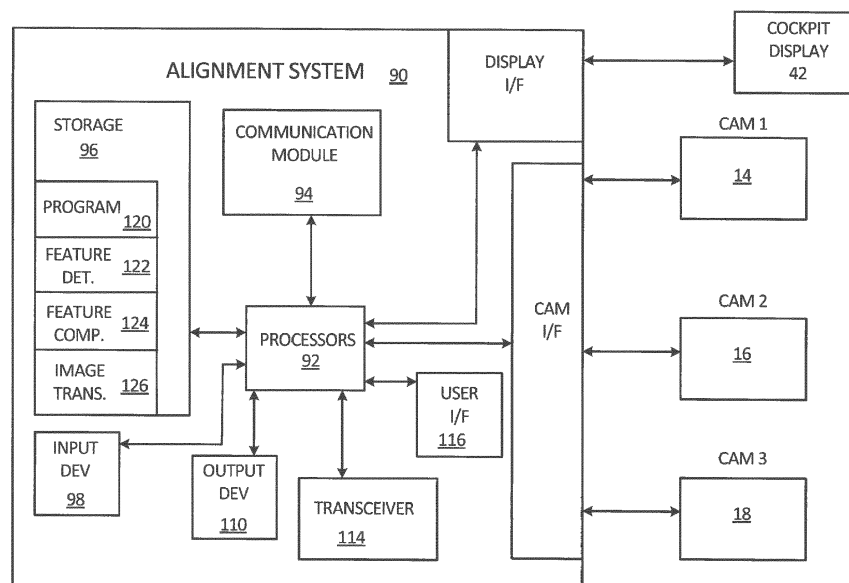 ALIGNMENT SYSTEM 90
DISPLAY
I/F
COCKPIT
DISPLAY
42
STORAGE
96
COMMUNICATION
MODULE
94
CAM 1
14
PROGRAM
120
FEATURE
DET.
122
FEATURE
COMP.
124
IMAGE
TRANS.
126
PROCESSORS
92
CAM
I/F
CAM 2
16
USER
I/F
116
INPUT
DEV
98
OUTPUT
DEV
110
TRANSCEIVER
114
CAM 3
18